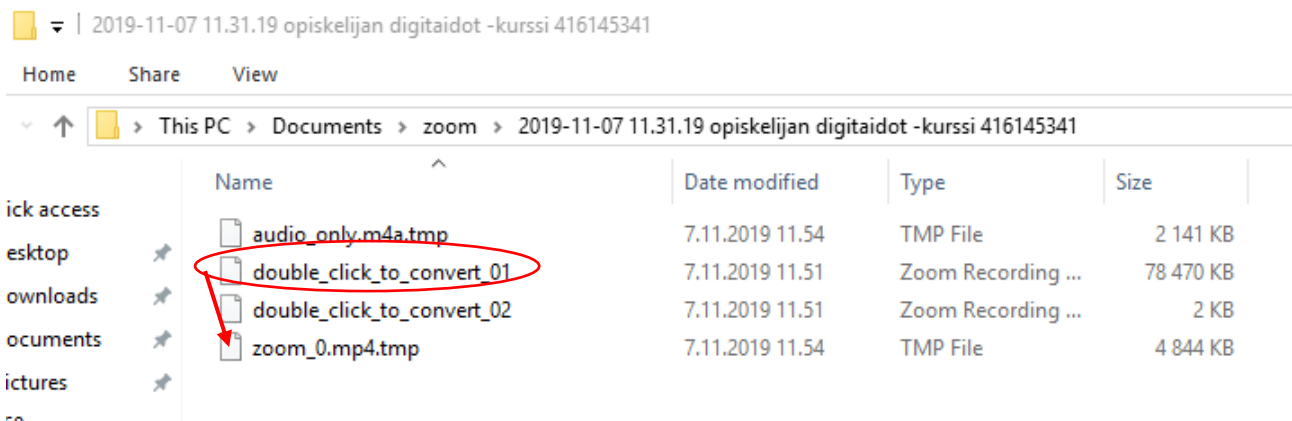 2019-11-07 11.31.19 opiskelijan digitaidot -kurssi 416145341
Home Share View
This PC > Documents > zoom > 2019-11-07 11.31.19 opiskelijan digitaidot -kurssi 416145341
Name Date modified Type Size
ick access
esktop
ownloads
ocuments
ictures
audio_only.m4a.tmp 7.11.2019 11.54 TMP File 2 141 KB
double_click_to_convert_01 7.11.2019 11.51 Zoom Recording ... 78 470 KB
double_click_to_convert_02 7.11.2019 11.51 Zoom Recording ... 2 KB
zoom_0.mp4.tmp 7.11.2019 11.54 TMP File 4 844 KB